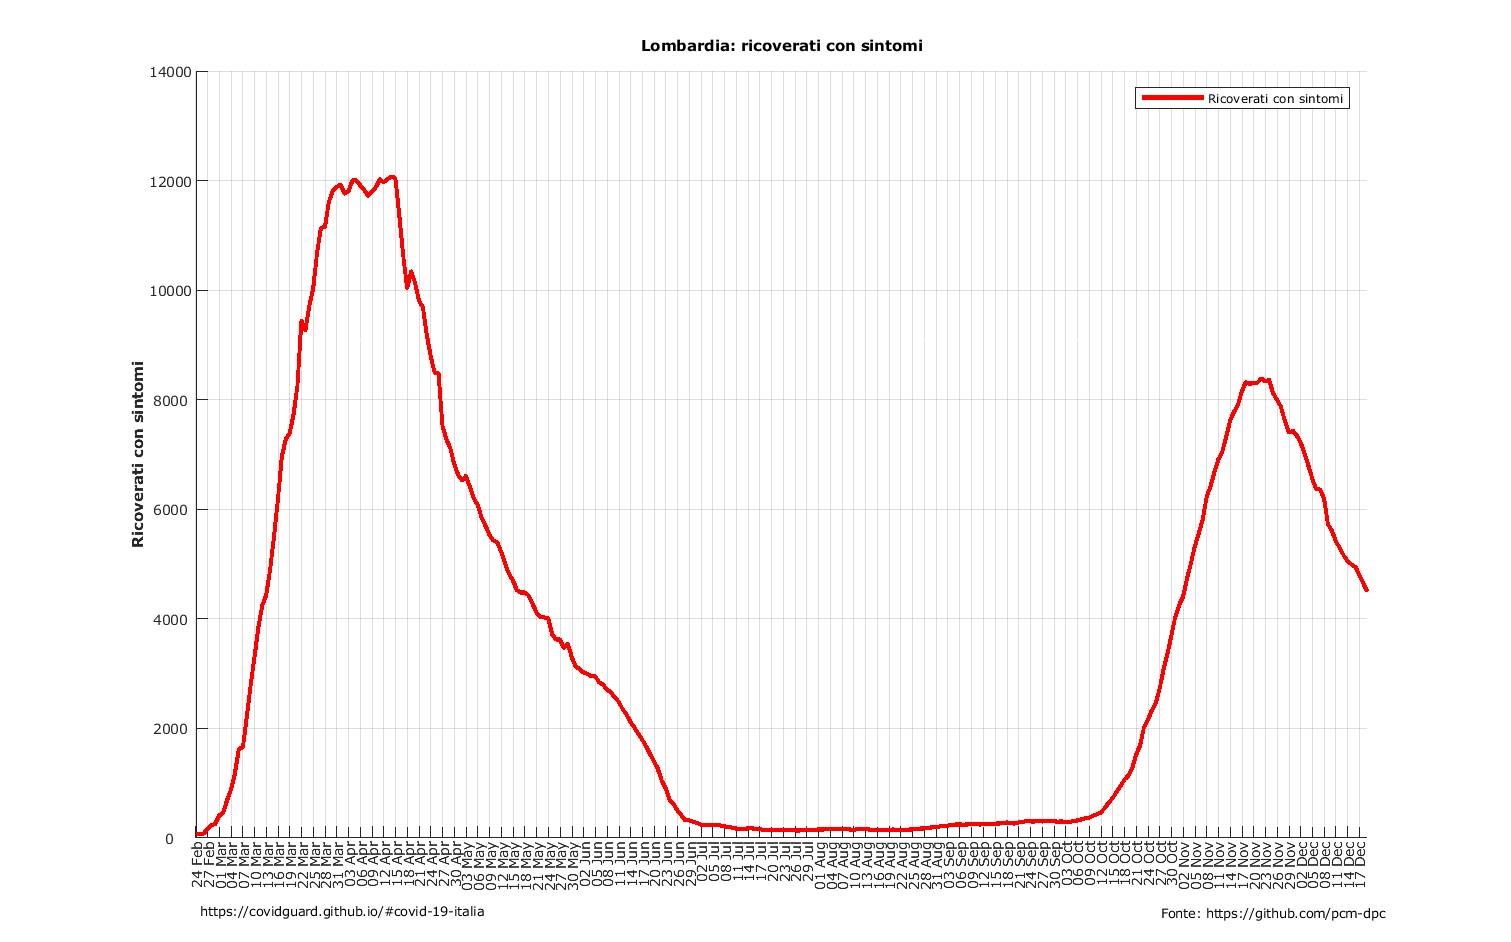 Lombardia: ricoverati con sintomi
Ricoverati con sintomi
14000
12000
10000
8000
6000
4000
2000
0
Ricoverati con sintomi
24 Feb
27 Feb
01 Mar
04 Mar
07 Mar
10 Mar
13 Mar
16 Mar
19 Mar
22 Mar
25 Mar
28 Mar
31 Mar
03 Apr
06 Apr
09 Apr
12 Apr
15 Apr
18 Apr
21 Apr
24 Apr
27 Apr
30 Apr
03 May
06 May
09 May
12 May
15 May
18 May
21 May
24 May
27 May
30 May
02 Jun
05 Jun
08 Jun
11 Jun
14 Jun
17 Jun
20 Jun
23 Jun
26 Jun
29 Jun
02 Jul
05 Jul
08 Jul
11 Jul
14 Jul
17 Jul
20 Jul
23 Jul
26 Jul
29 Jul
01 Aug
04 Aug
07 Aug
10 Aug
13 Aug
16 Aug
19 Aug
22 Aug
25 Aug
28 Aug
31 Aug
03 Sep
06 Sep
09 Sep
12 Sep
15 Sep
18 Sep
21 Sep
24 Sep
27 Sep
30 Sep
03 Oct
06 Oct
09 Oct
12 Oct
15 Oct
18 Oct
21 Oct
24 Oct
27 Oct
30 Oct
02 Nov
05 Nov
08 Nov
11 Nov
14 Nov
17 Nov
20 Nov
23 Nov
26 Nov
29 Nov
02 Dec
05 Dec
08 Dec
11 Dec
14 Dec
17 Dec
https://covidguard.github.io/#covid-19-italia
Fonte: https://github.com/pcm-dpc